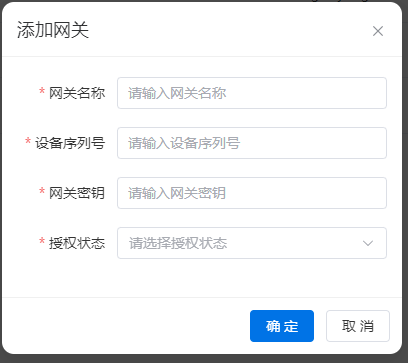 添加网关
* 网关名称 请输入网关名称
* 设备序列号 请输入设备序列号
* 网关密钥 请输入网关密钥
* 授权状态 请选择授权状态
确 定 取 消